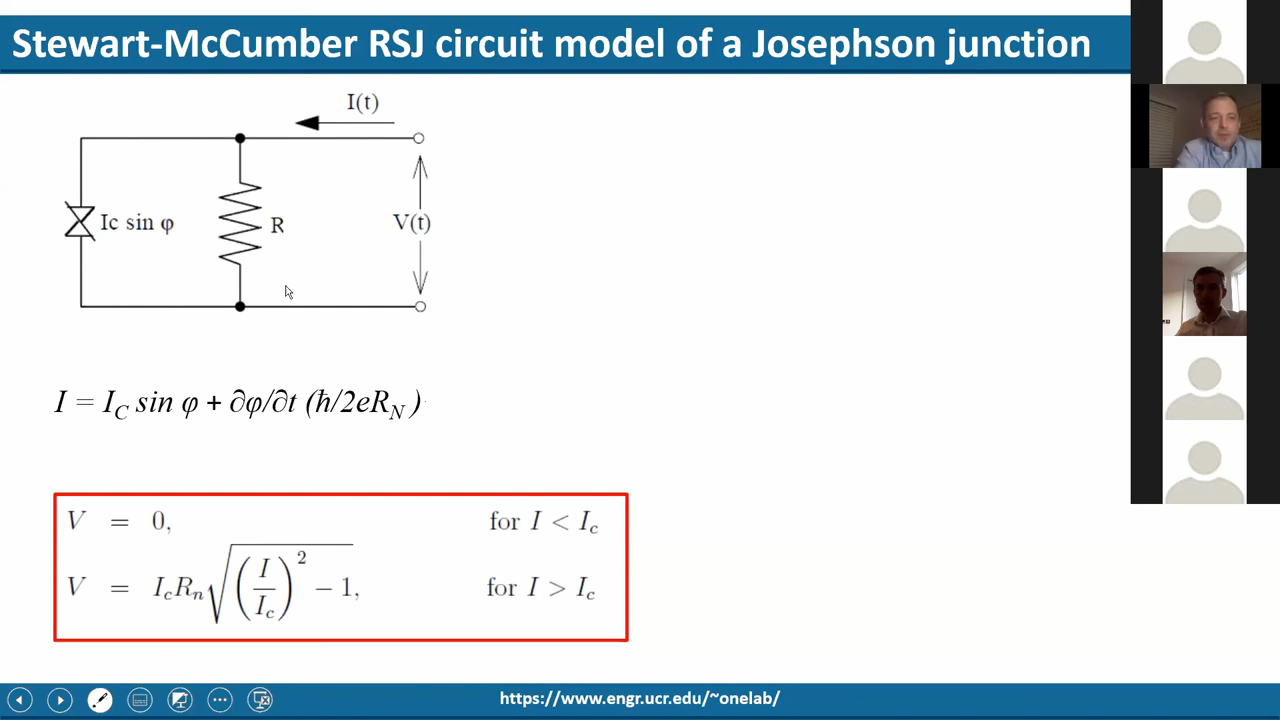 Stewart-McCumber RSJ circuit model of a Josephson junction
I(t)
Ic sin φ
R
V(t)
I = I_C sin φ + ∂φ/∂t (ħ/2eR_N )
V = 0, for I < I_c
V = I_c R_n √((I/I_c)^2 − 1), for I > I_c
https://www.engr.ucr.edu/~onelab/